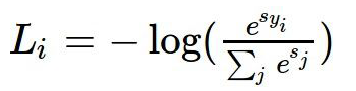 L_i = − log(\frac{e^{s_{y_i}}}{\sum_j e^{s_j}})